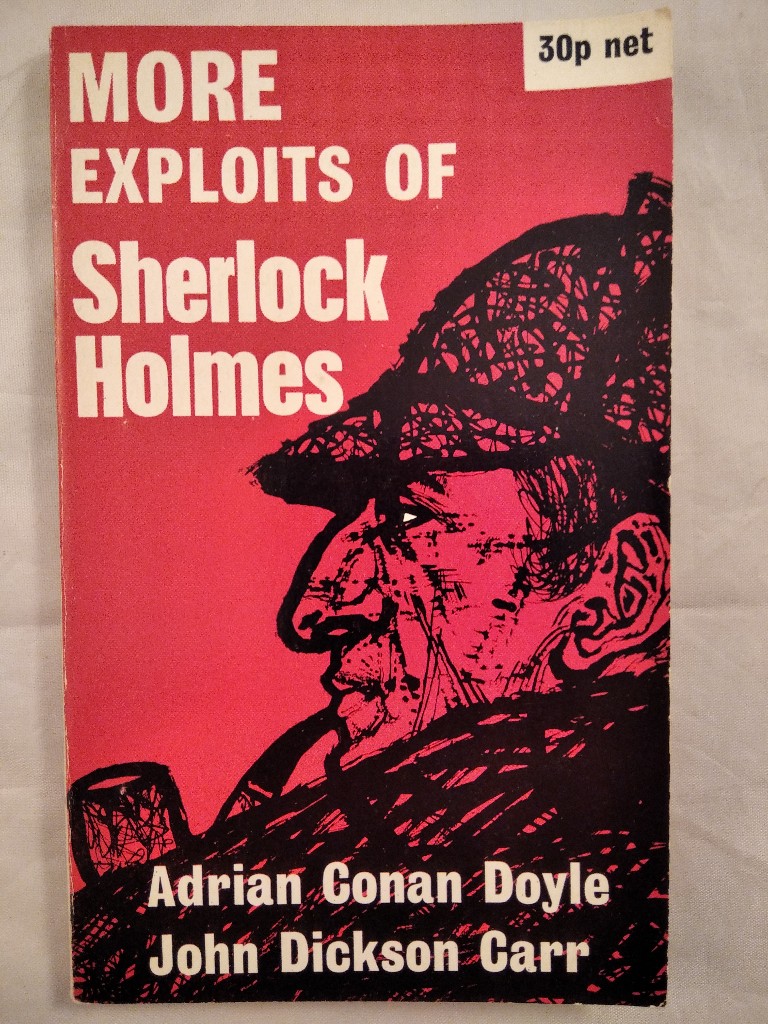 30p net
MORE
EXPLOITS OF
Sherlock
Holmes
Adrian Conan Doyle
John Dickson Carr